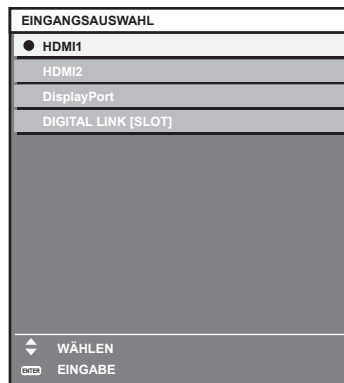 EINGANGSAUSWAHL
HDMI1
HDMI2
DisplayPort
DIGITAL LINK [SLOT]
WÄHLEN
ENTER EINGABE